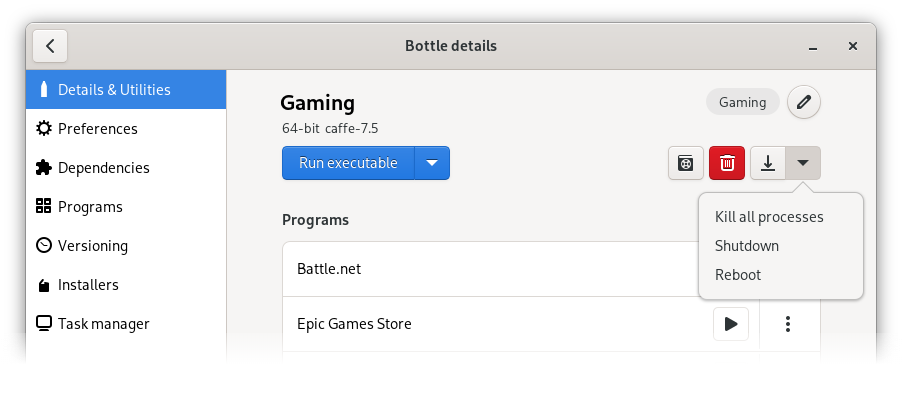 Bottle details
Details & Utilities
Preferences
Dependencies
Programs
Versioning
Installers
Task manager
Gaming
Gaming
64-bit caffe-7.5
Run executable
Kill all processes
Shutdown
Reboot
Programs
Battle.net
Epic Games Store